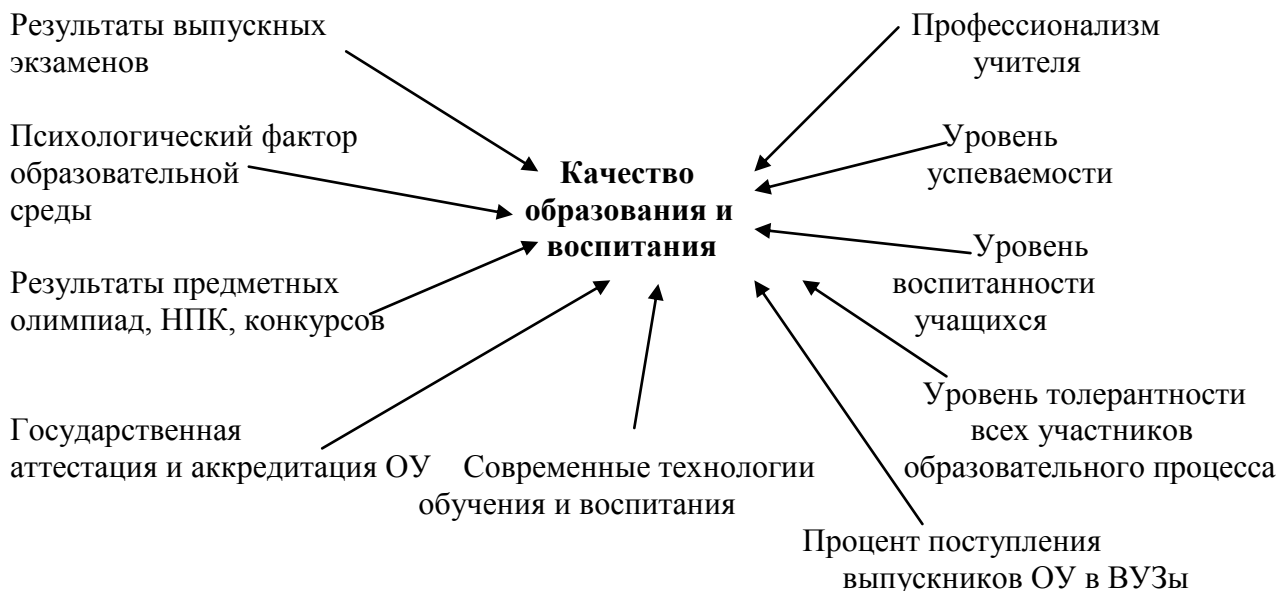 Результаты выпускных
экзаменов
Профессионализм
учителя
Психологический фактор
образовательной
среды
Уровень
успеваемости
Качество
образования и
воспитания
Уровень
воспитанности
учащихся
Результаты предметных
олимпиад, НПК, конкурсов
Уровень толерантности
всех участников
образовательного процесса
Государственная
аттестация и аккредитация ОУ
Современные технологии
обучения и воспитания
Процент поступления
выпускников ОУ в ВУЗы